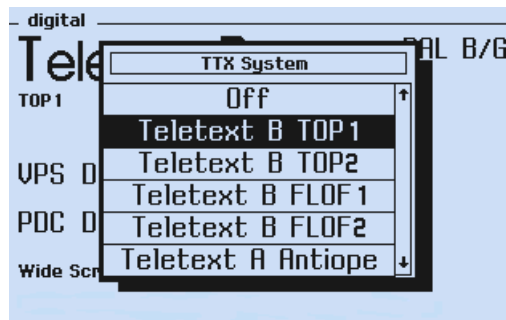 digital
Tele
PAL B/G
TTX System
TOP1
Off
Teletext B TOP1
Teletext B TOP2
VPS D
Teletext B FLOF1
PDC D
Teletext B FLOF2
Wide Scr
Teletext A Antiope